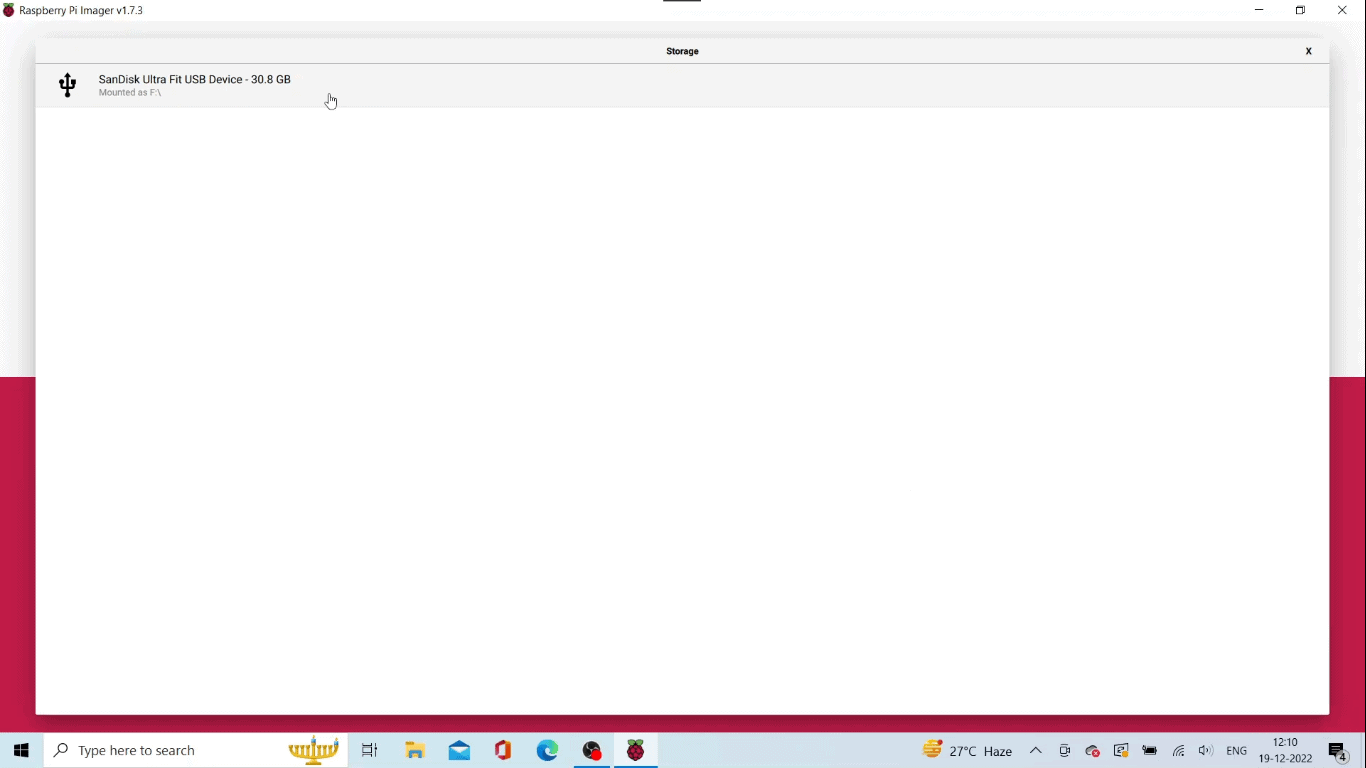 Raspberry Pi Imager v1.7.3
Storage
X
SanDisk Ultra Fit USB Device - 30.8 GB
Mounted as F:\
Type here to search
27°C Haze
ENG
12:10
19-12-2022
4